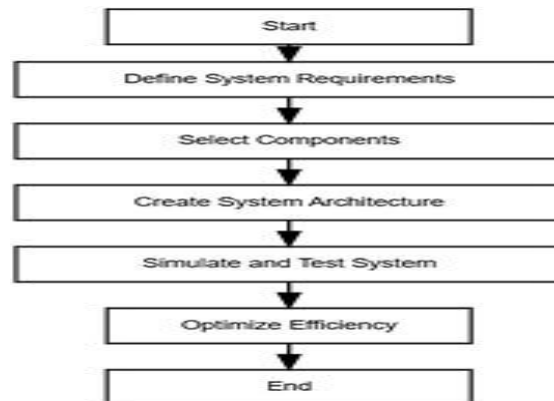 Start
Define System Requirements
Select Components
Create System Architecture
Simulate and Test System
Optimize Efficiency
End